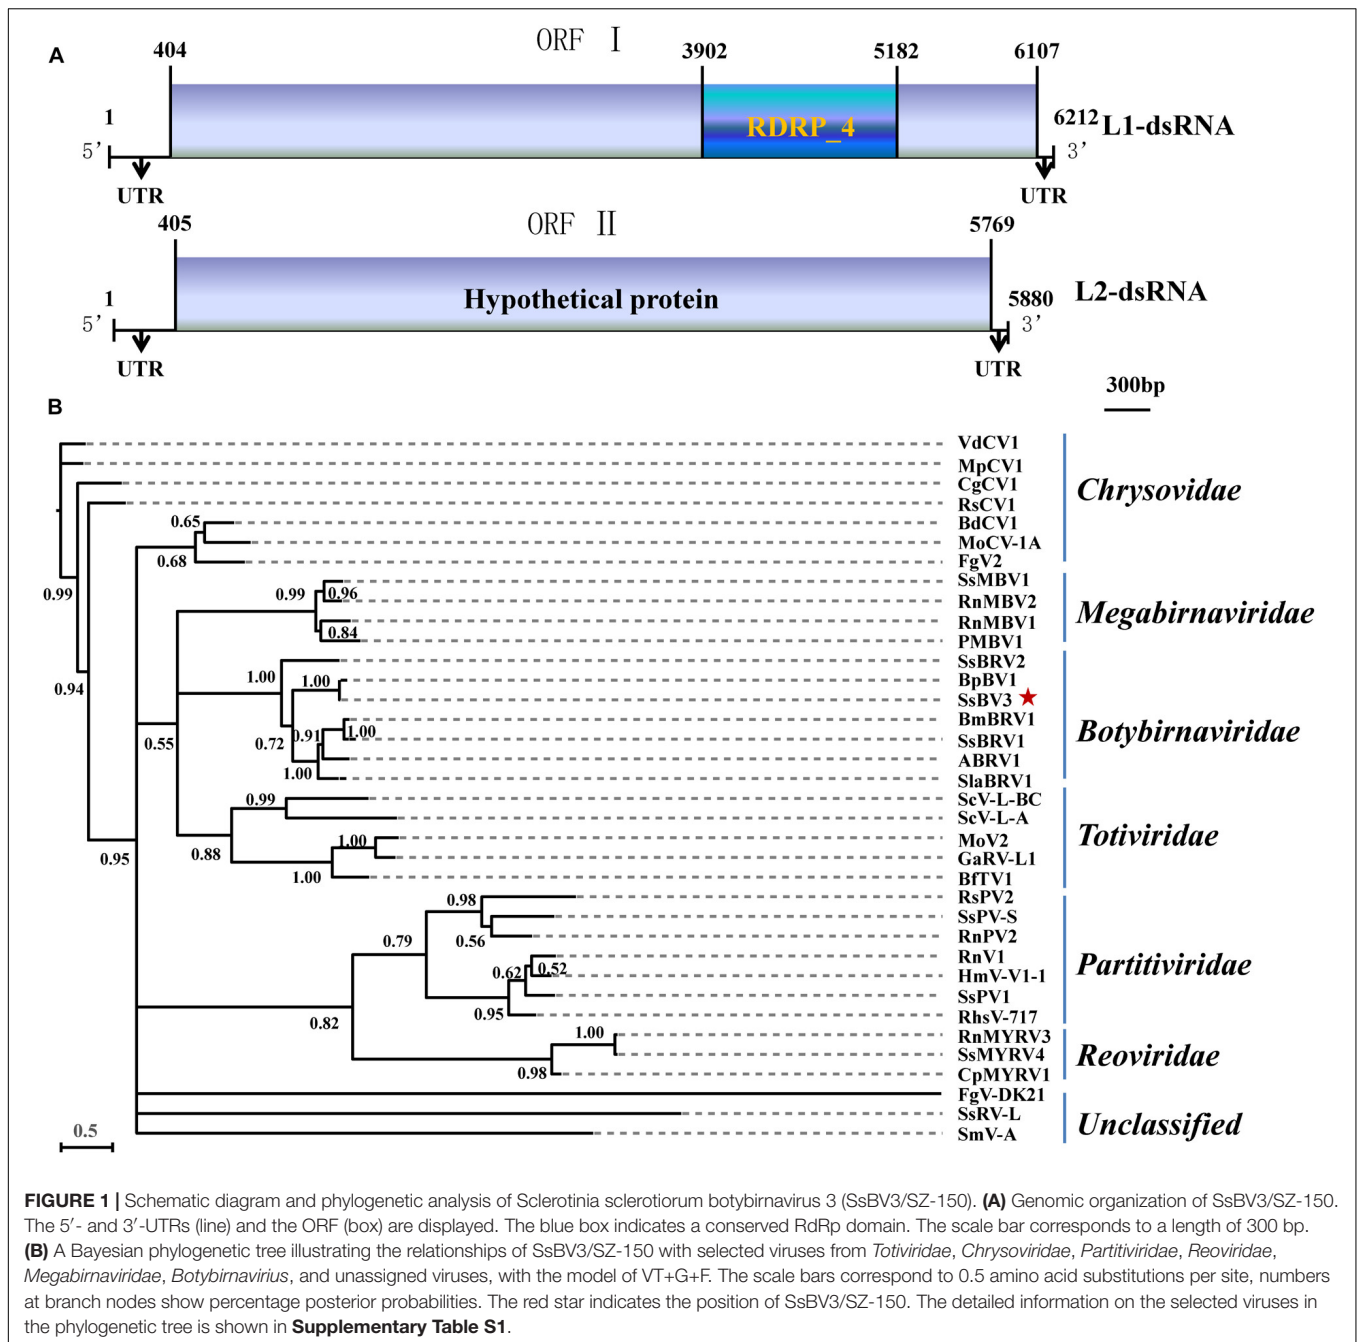 A
ORF Ⅰ
404
3902
5182
6107
1
RDRP_4
6212
L1-dsRNA
5'
3'
UTR
UTR
405
ORF Ⅱ
5769
1
Hypothetical protein
5880
L2-dsRNA
5'
3'
UTR
UTR
300bp
B
VdCV1
MpCV1
CgCV1
RsCV1
BdCV1
MoCV-1A
FgV2
SsMBV1
RnMBV2
RnMBV1
PMBV1
SsBRV2
BpBV1
SsBV3
BmBRV1
SsBRV1
ABRV1
SlaBRV1
ScV-L-BC
ScV-L-A
MoV2
GaRV-L1
BfTV1
RsPV2
SsPV-S
RnPV2
RnV1
HmV-V1-1
SsPV1
RhsV-717
RnMYRV3
SsMYRV4
CpMYRV1
FgV-DK21
SsRV-L
SmV-A
Chrysovidae
Megabirnaviridae
Botybirnaviridae
Totiviridae
Partitiviridae
Reoviridae
Unclassified
0.65
0.68
0.99
0.99
0.96
0.84
0.94
1.00
1.00
0.55
0.72
0.91
1.00
1.00
0.99
0.95
0.88
1.00
1.00
0.98
0.79
0.56
0.62
0.52
0.95
0.82
1.00
0.98
0.5
FIGURE 1 | Schematic diagram and phylogenetic analysis of Sclerotinia sclerotiorum botybirnavirus 3 (SsBV3/SZ-150). (A) Genomic organization of SsBV3/SZ-150.
The 5′- and 3′-UTRs (line) and the ORF (box) are displayed. The blue box indicates a conserved RdRp domain. The scale bar corresponds to a length of 300 bp.
(B) A Bayesian phylogenetic tree illustrating the relationships of SsBV3/SZ-150 with selected viruses from Totiviridae, Chrysoviridae, Partitiviridae, Reoviridae,
Megabirnaviridae, Botybirnavirius, and unassigned viruses, with the model of VT+G+F. The scale bars correspond to 0.5 amino acid substitutions per site, numbers
at branch nodes show percentage posterior probabilities. The red star indicates the position of SsBV3/SZ-150. The detailed information on the selected viruses in
the phylogenetic tree is shown in Supplementary Table S1.